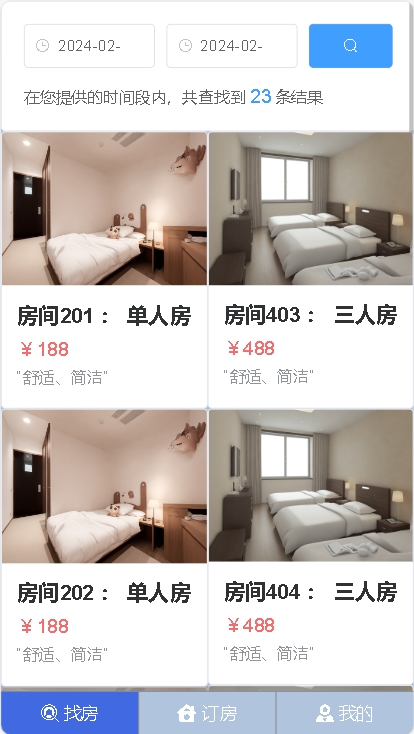 2024-02- 2024-02-
在您提供的时间段内，共查找到 23 条结果
房间201： 单人房
￥188
"舒适、简洁"
房间403： 三人房
￥488
"舒适、简洁"
房间202： 单人房
￥188
"舒适、简洁"
房间404： 三人房
￥488
"舒适、简洁"
找房 订房 我的